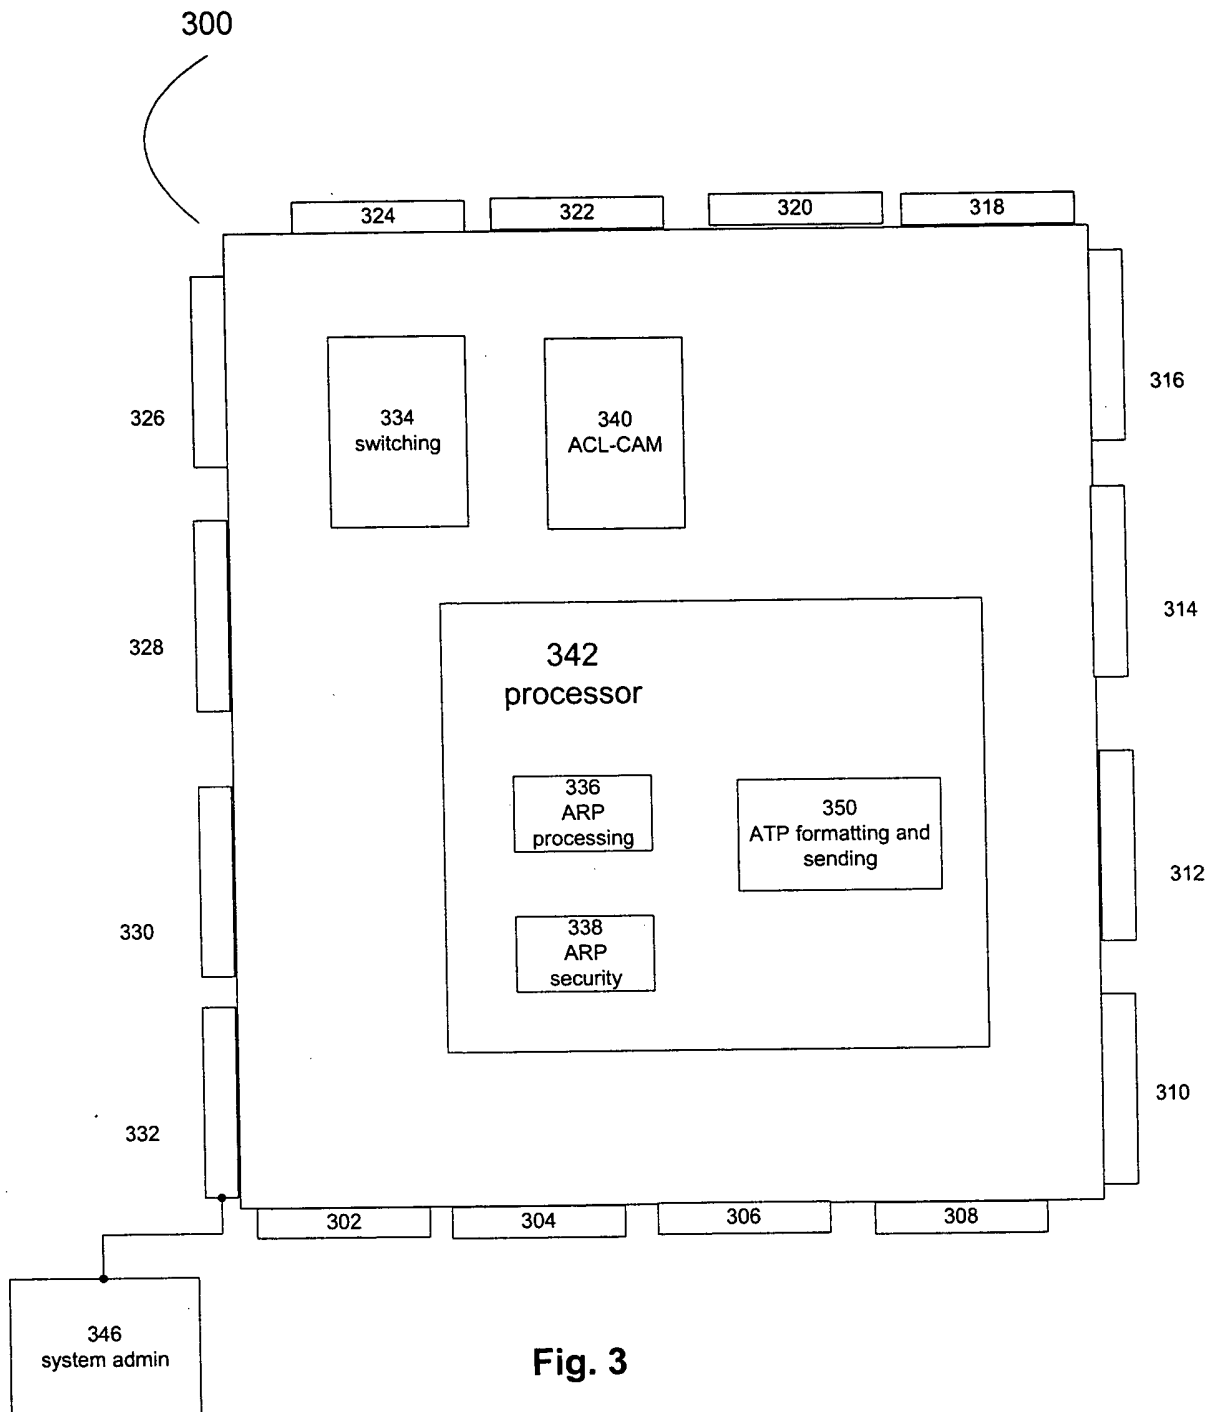 300
324
322
320
318
326
316
334
switching
340
ACL-CAM
328
314
342
processor
336
ARP
processing
350
ATP formatting and
sending
312
330
338
ARP
security
310
332
302
304
306
308
346
system admin
Fig. 3